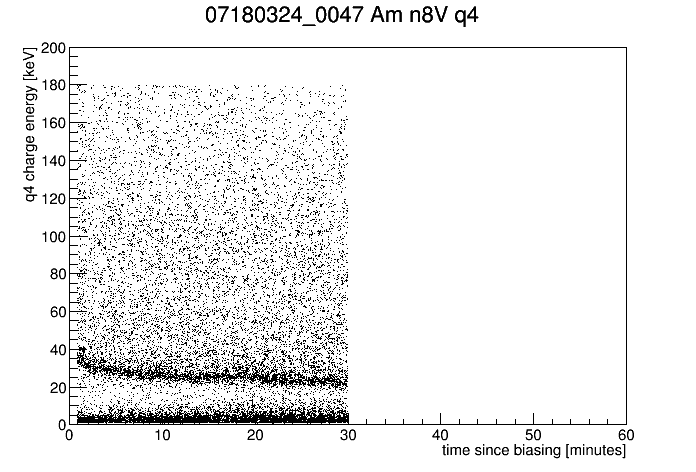 07180324_0047 Am n8V q4
q4 charge energy [keV]
200
180
160
140
120
100
80
60
40
20
0
0 10 20 30 40 50 60
time since biasing [minutes]